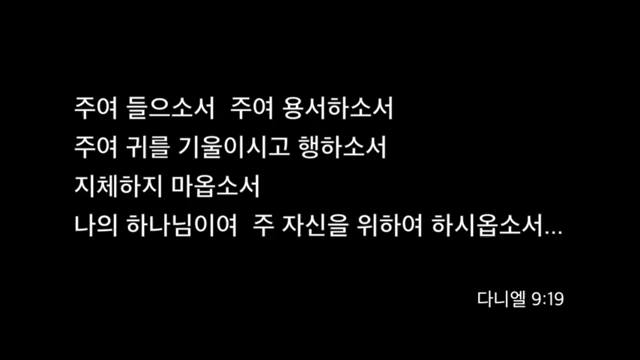 주여 들으소서  주여 용서하소서
주여 귀를 기울이시고 행하소서
지체하지 마옵소서
나의 하나님이여  주 자신을 위하여 하시옵소서...
다니엘 9:19